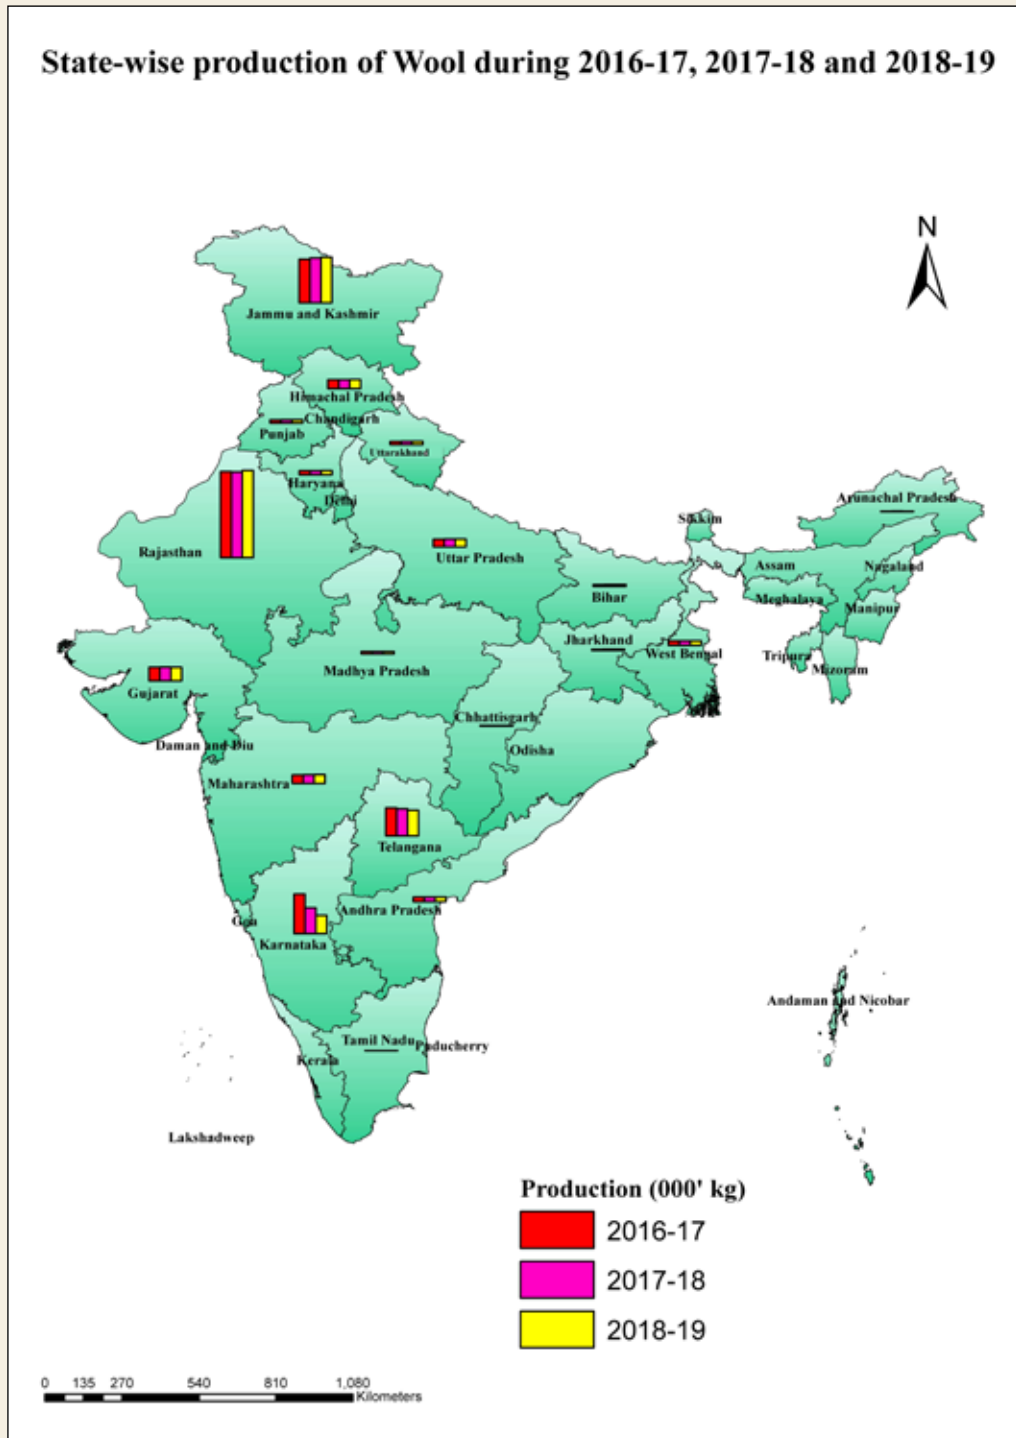 State-wise production of Wool during 2016-17, 2017-18 and 2018-19
N
Jammu and Kashmir
Himachal Pradesh
Chandigarh
Punjab
Uttarakhand
Haryana
Delhi
Arunachal Pradesh
Sikkim
Rajasthan
Uttar Pradesh
Assam
Nagaland
Bihar
Meghalaya
Manipur
Jharkhand
West Bengal
Tripura
Mizoram
Madhya Pradesh
Gujarat
Chhattisgarh
Daman and Diu
Odisha
Maharashtra
Telangana
Andhra Pradesh
Goa
Karnataka
Andaman and Nicobar
Tamil Nadu
Puducherry
Kerala
Lakshadweep
Production (000' kg)
2016-17
2017-18
2018-19
0 135 270 540 810 1,080
Kilometers